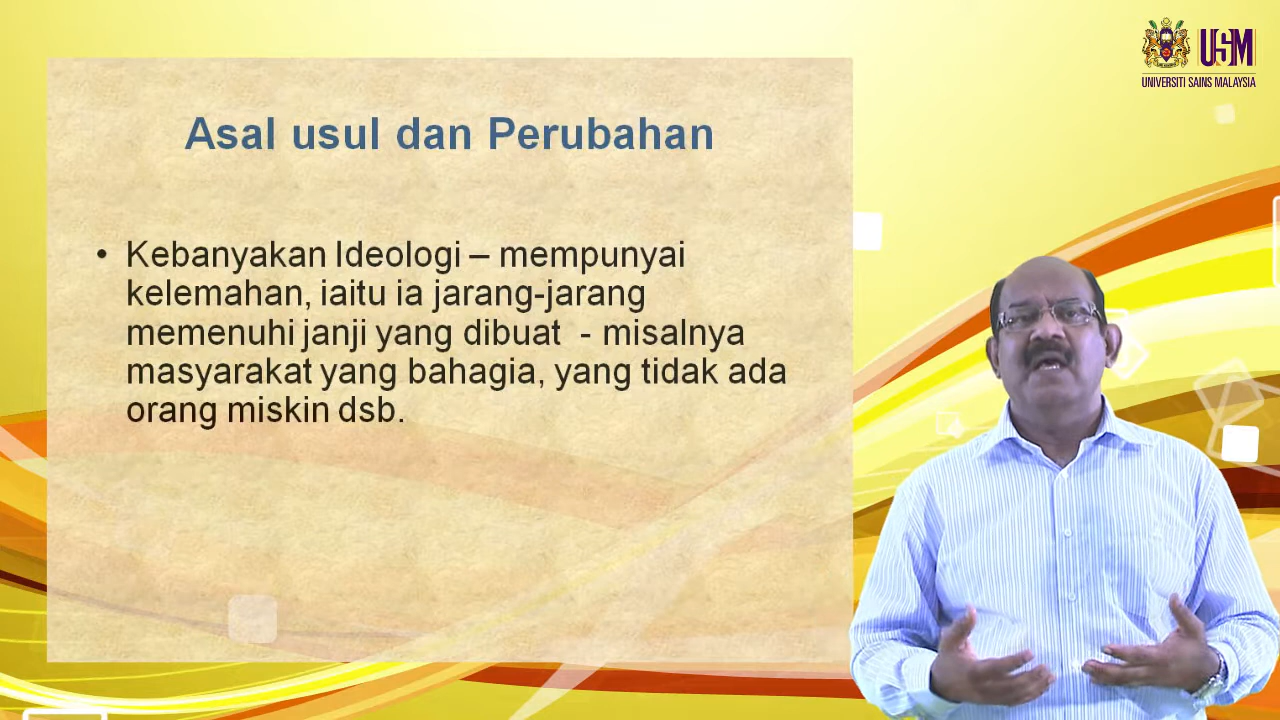 USM
UNIVERSITI SAINS MALAYSIA
Asal usul dan Perubahan
• Kebanyakan Ideologi – mempunyai
kelemahan, iaitu ia jarang-jarang
memenuhi janji yang dibuat - misalnya
masyarakat yang bahagia, yang tidak ada
orang miskin dsb.